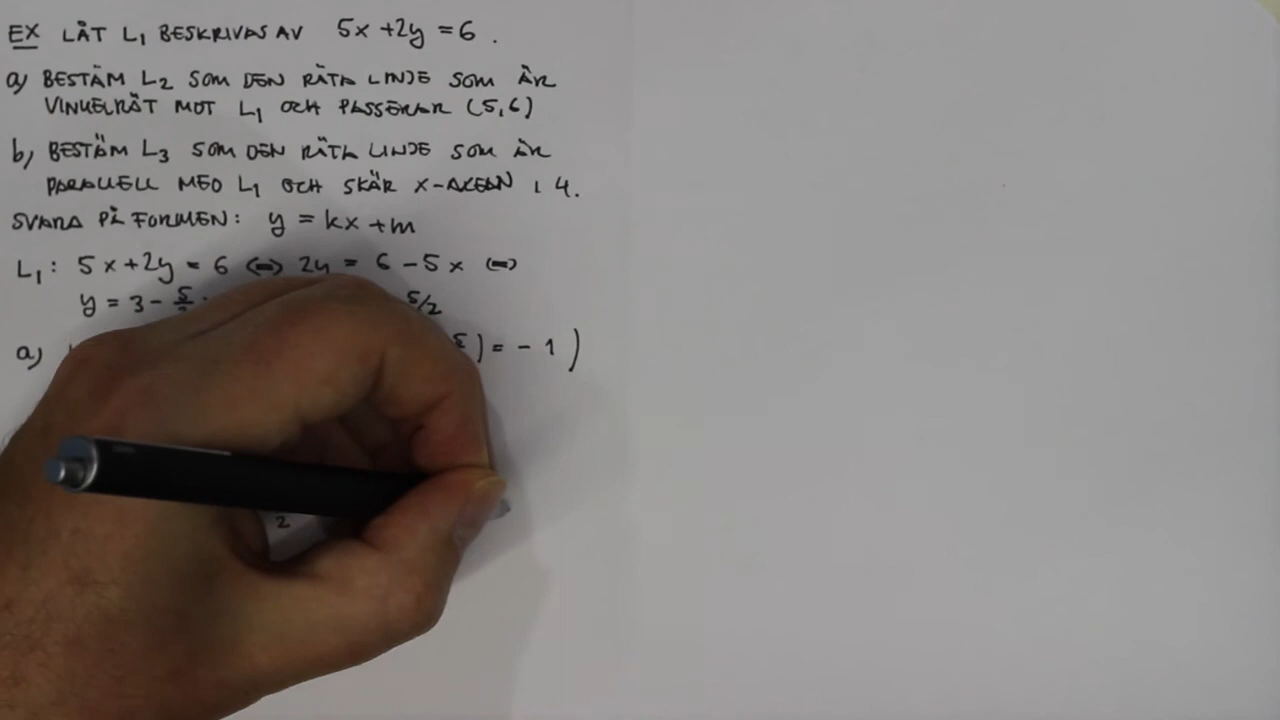 EX LÅT L₁ BESKRIVAS AV 5x + 2y = 6 .
a) BESTÄM L₂ SOM DEN RÄTA LINJE SOM ÄR
VINKELRÄT MOT L₁ OCH PASSERAR (5,6)
b) BESTÄM L₃ SOM DEN RÄTA LINJE SOM ÄR
PARALLELL MED L₁ OCH SKÄR X-AXELN I 4.
SVARA PÅ FORMEN: y = kx + m
L₁: 5x + 2y = 6 ⇔ 2y = 6 - 5x ⇔
y = 3 - 5/2
a) ) = - 1 )
2